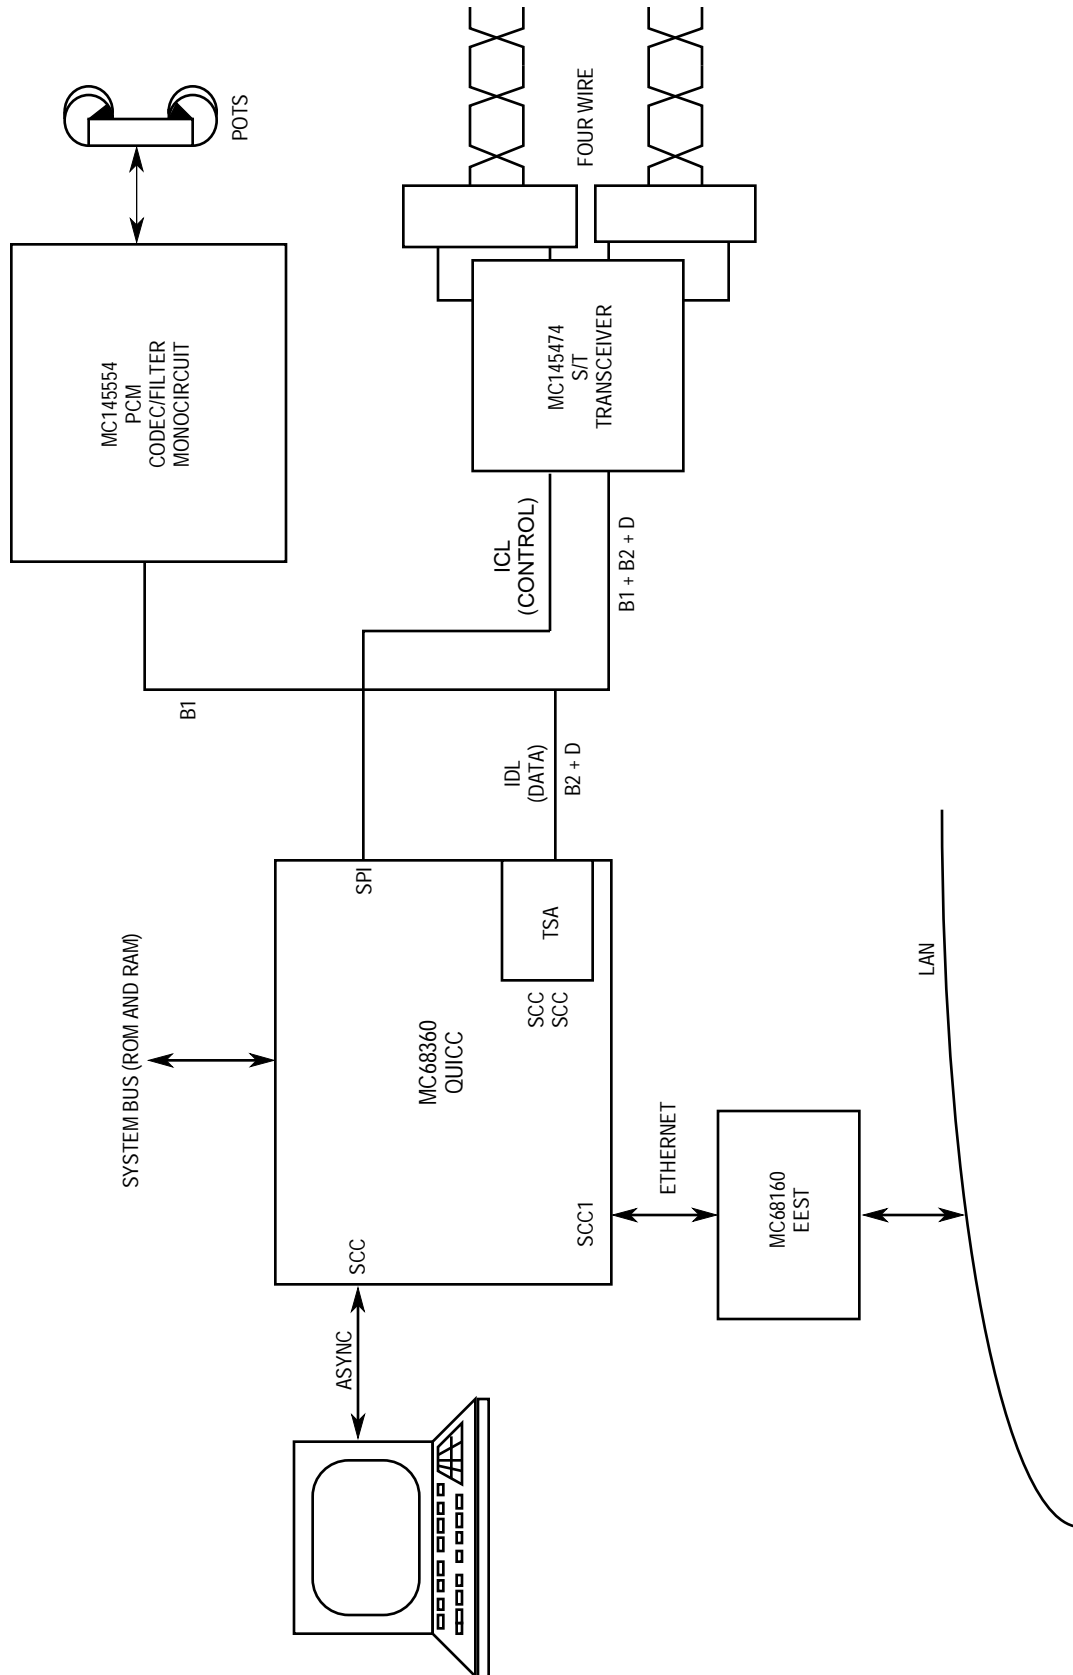 SYSTEM BUS (ROM AND RAM)
MC145554
PCM
CODEC/FILTER
MONOCIRCUIT
POTS
B1
SCC
ASYNC
SPI
MC68360
QUICC
ICL
(CONTROL)
IDL
(DATA)
B2 + D
TSA
SCC
SCC
B1 + B2 + D
MC145474
S/T
TRANSCEIVER
FOUR WIRE
SCC1
ETHERNET
MC68160
EEST
LAN